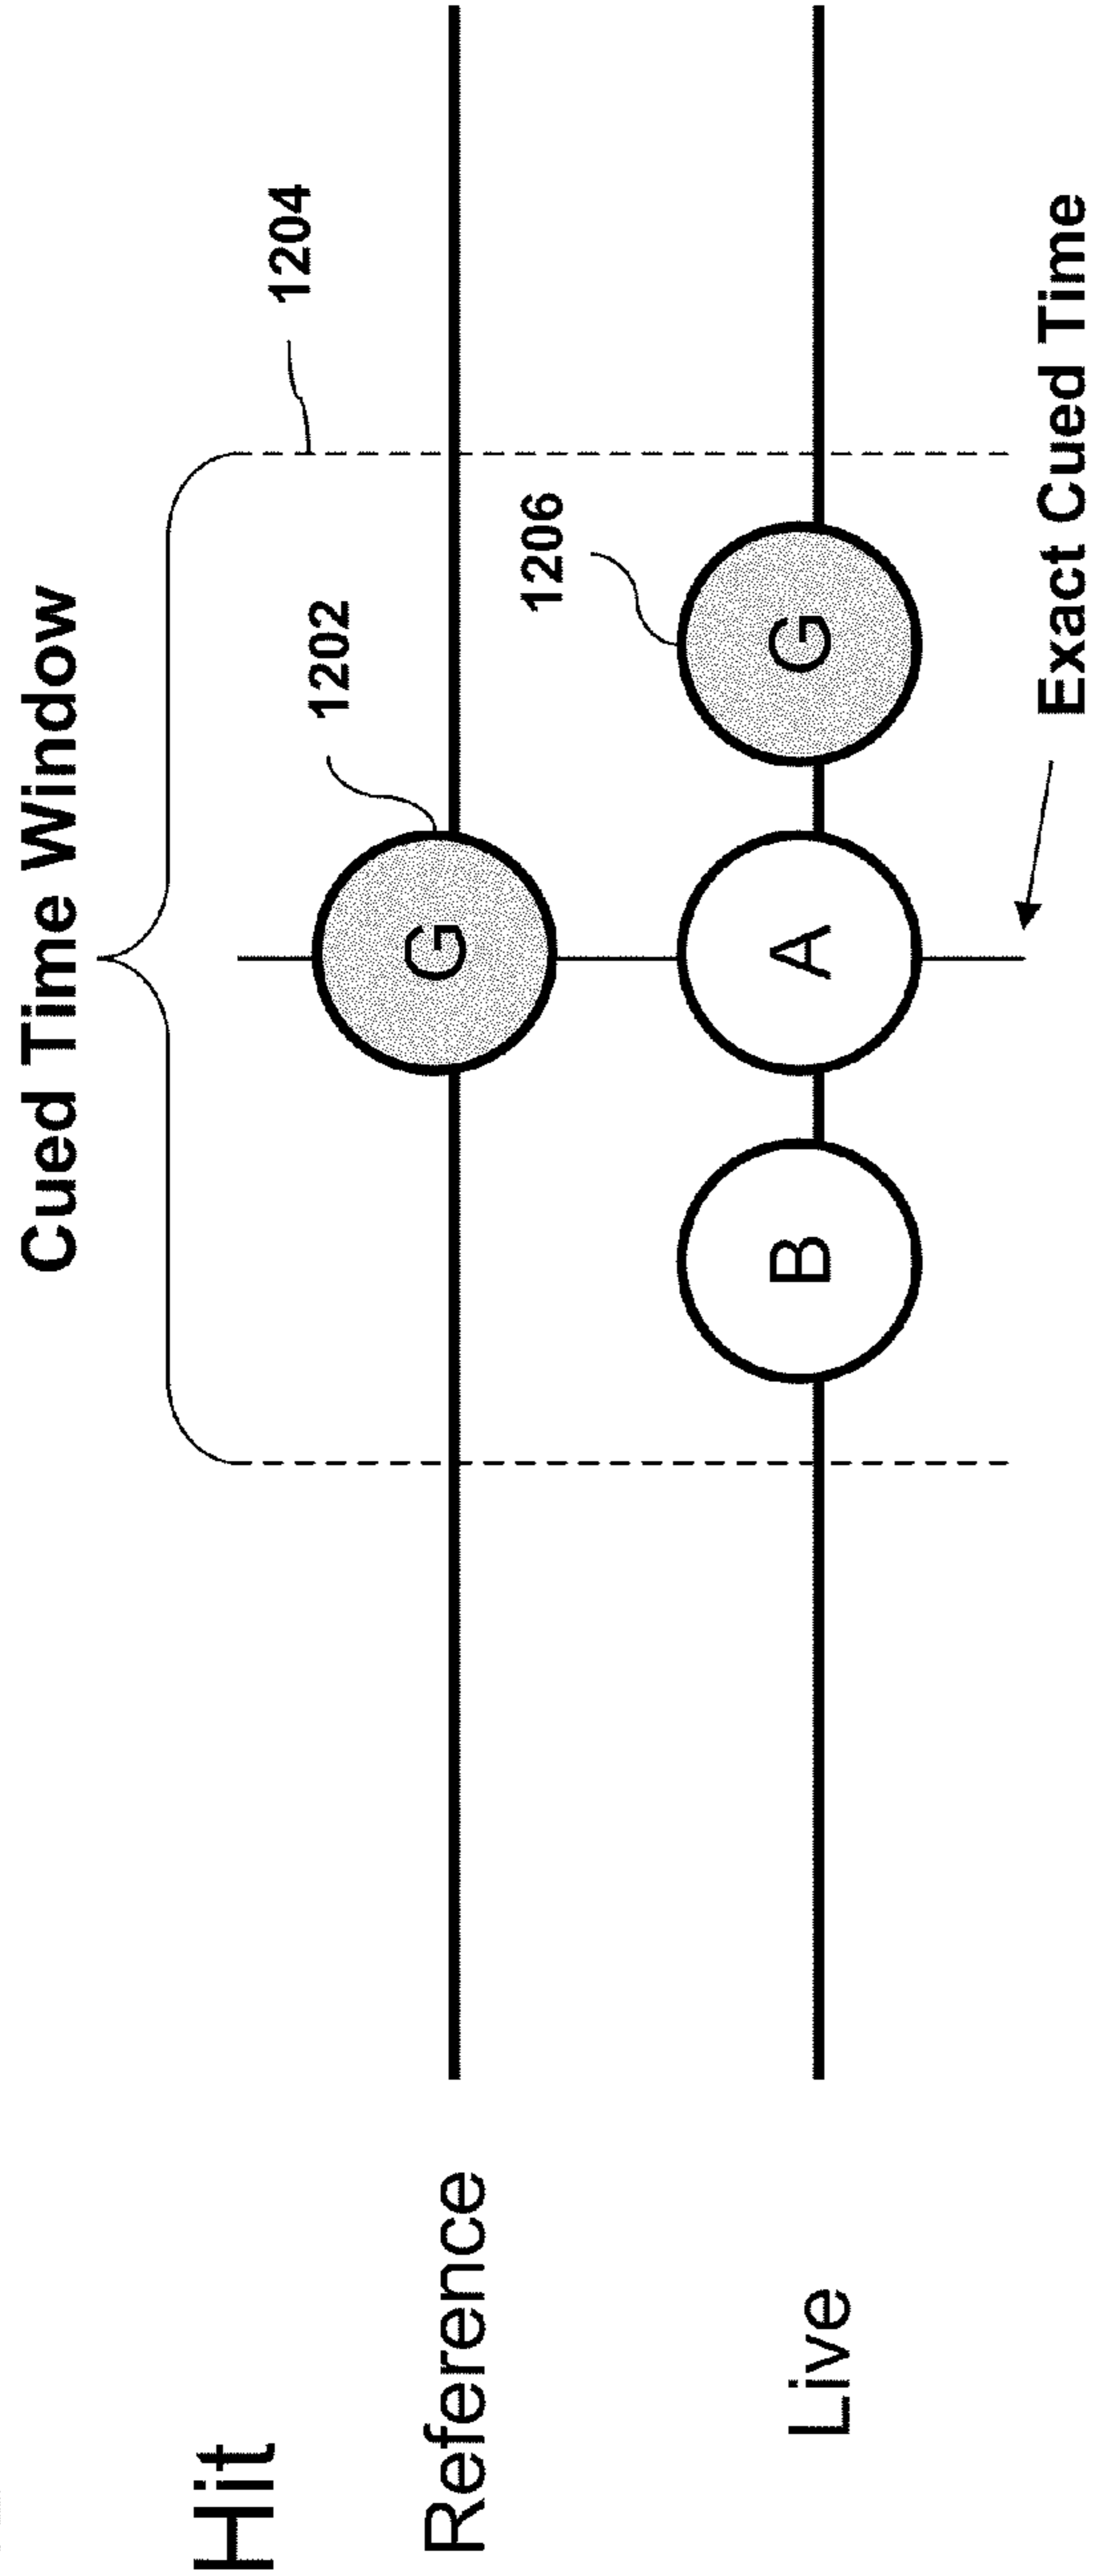 Cued Time Window
Hit
1204
1202
Reference
G
1206
Live
B
A
G
Exact Cued Time